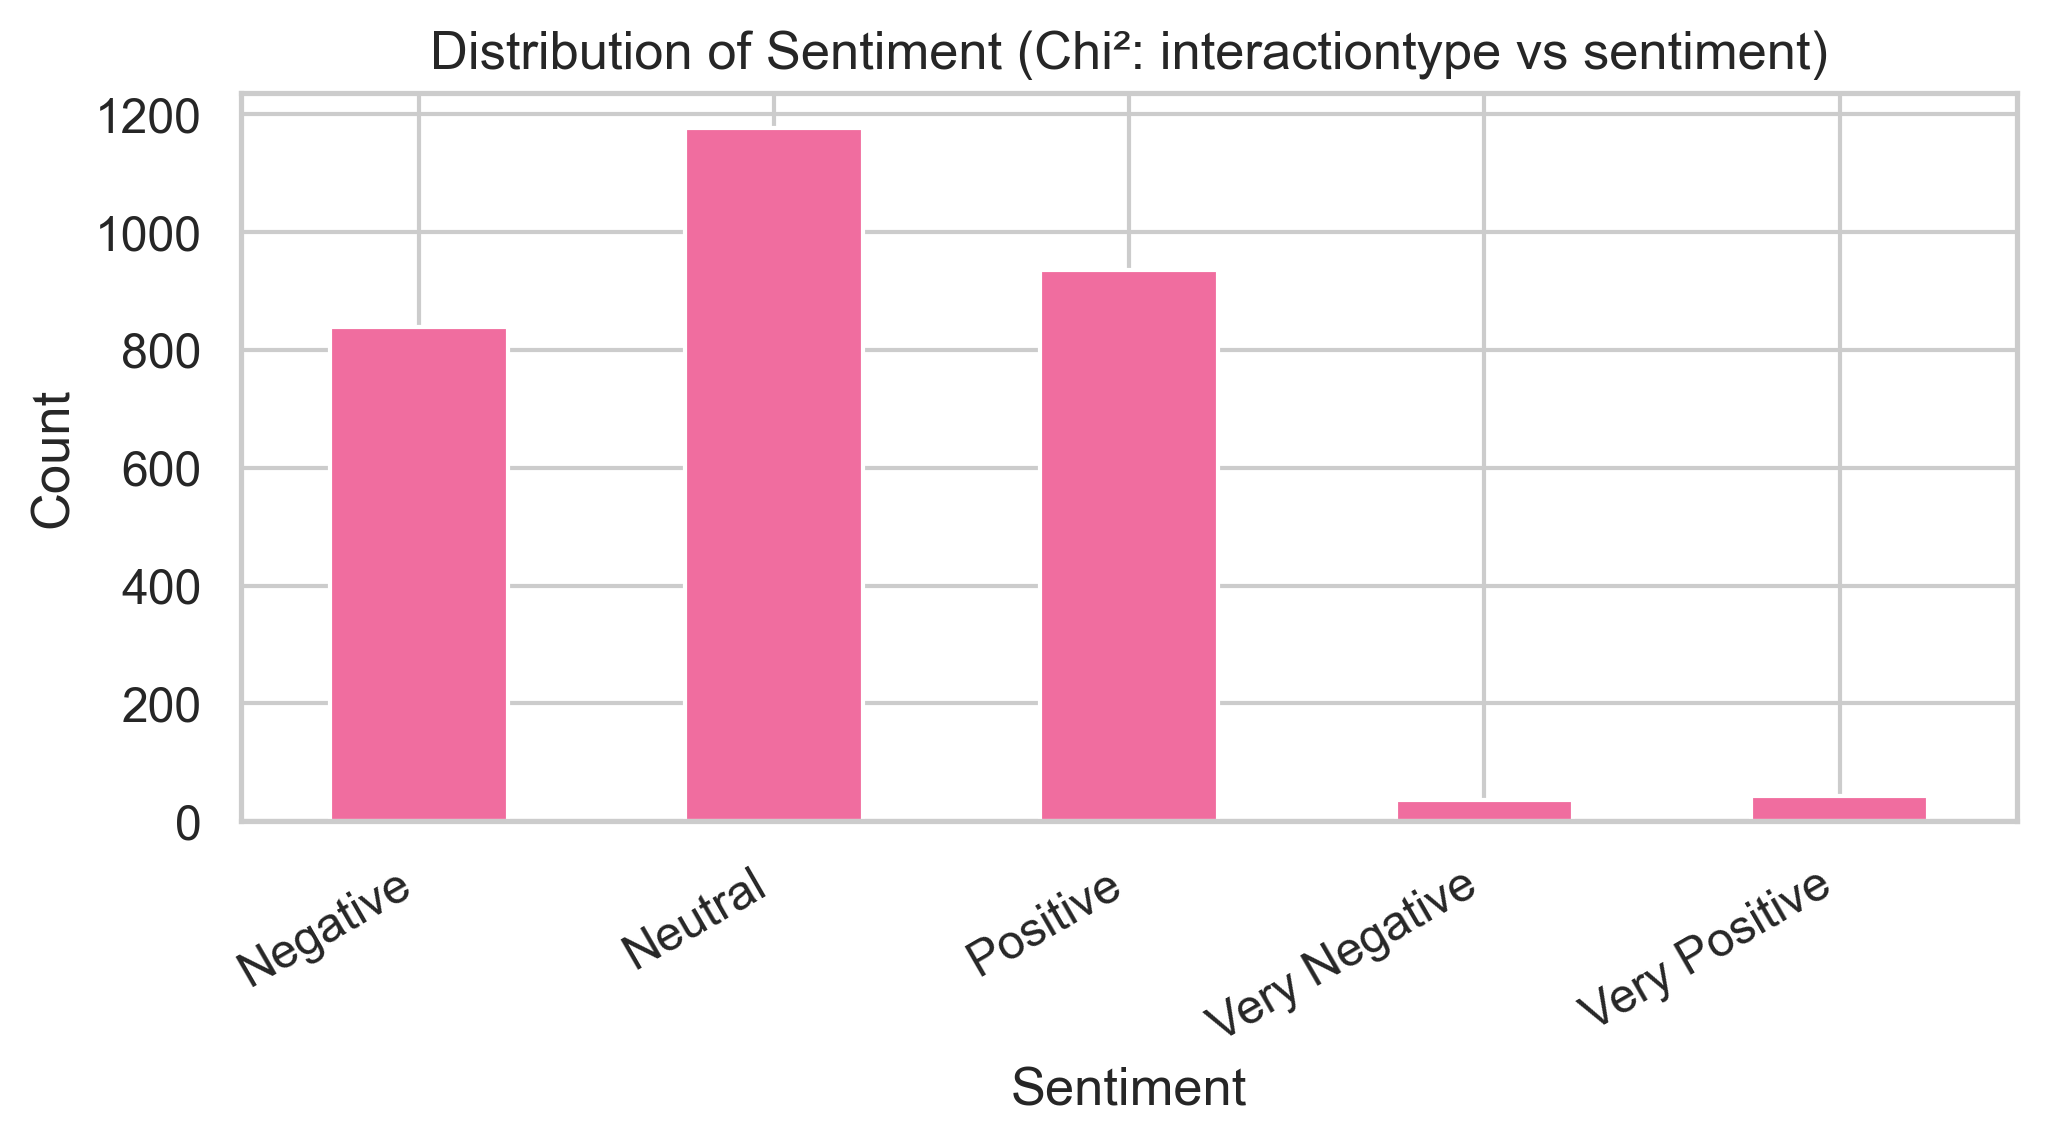 Distribution of Sentiment (Chi²: interactiontype vs sentiment)
1200
1000
800
600
400
200
0
Count
Negative
Neutral
Positive
Very Negative
Very Positive
Sentiment